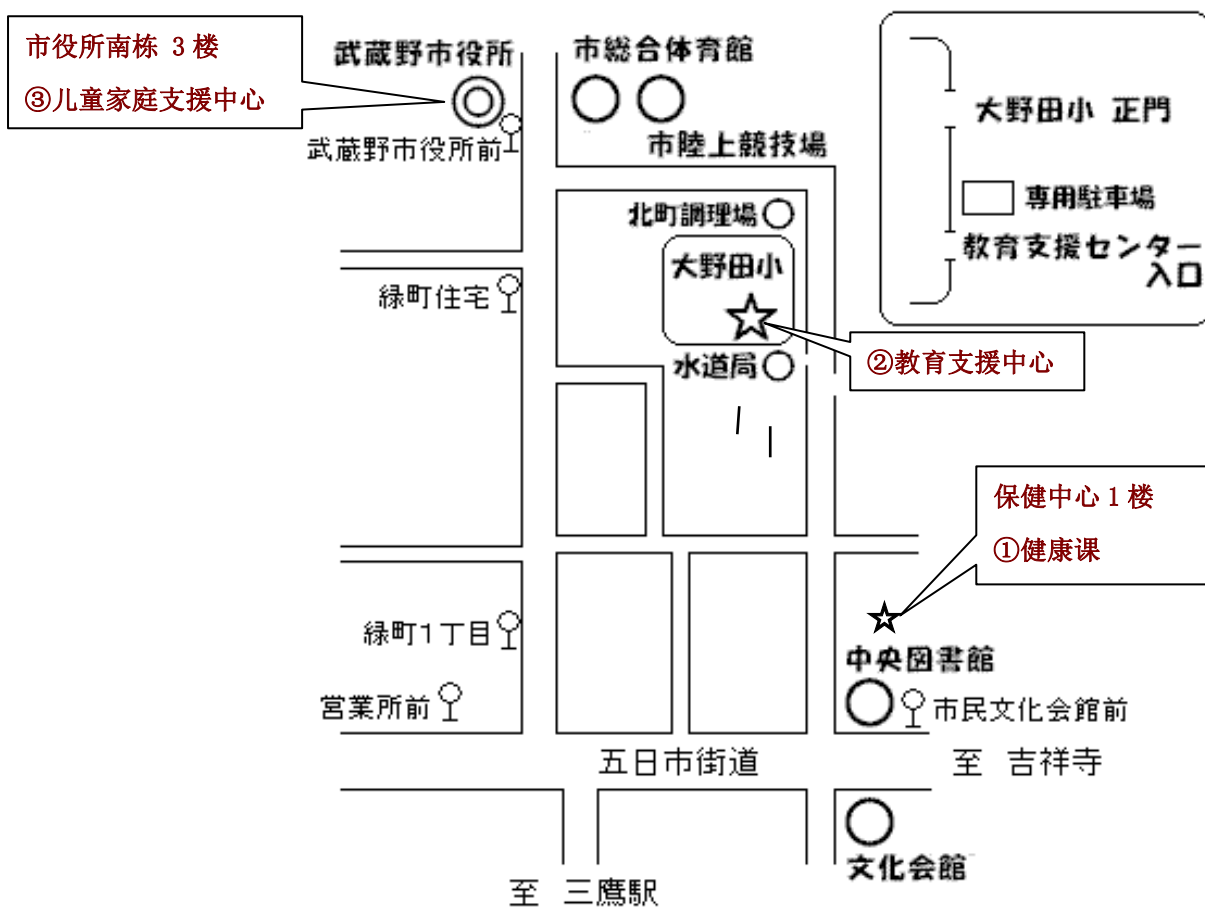 市役所南栋 3 楼
③儿童家庭支援中心
武蔵野市役所
武蔵野市役所前
市総合体育館
市陸上競技場
大野田小 正門
専用駐車場
教育支援センター
入口
北町調理場
大野田小
緑町住宅
②教育支援中心
水道局
保健中心 1 楼
①健康课
緑町1丁目
中央図書館
営業所前
市民文化会館前
五日市街道
至 吉祥寺
文化会館
至 三鷹駅